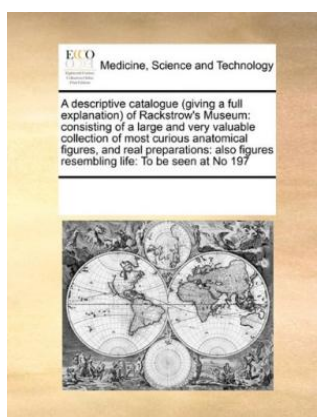 ECCO
Medicine, Science and Technology
A descriptive catalogue (giving a full
explanation) of Rackstrow's Museum:
consisting of a large and very valuable
collection of most curious anatomical
figures, and real preparations: also figures
resembling life: To be seen at No 197